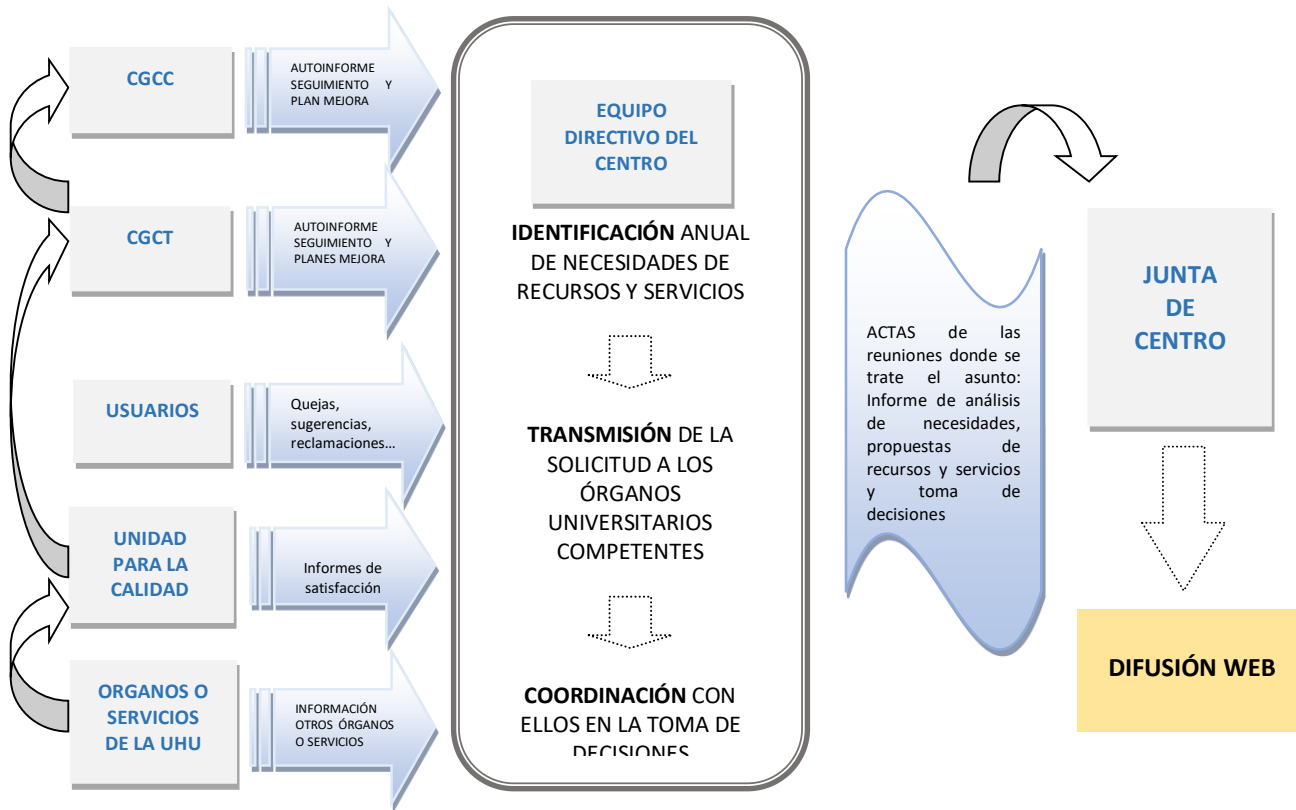 CGCC
AUTOINFORME
SEGUIMIENTO Y
PLAN MEJORA
CGCT
AUTOINFORME
SEGUIMIENTO Y
PLANES MEJORA
USUARIOS
Quejas,
sugerencias,
reclamaciones…
UNIDAD
PARA LA
CALIDAD
Informes de
satisfacción
ORGANOS O
SERVICIOS
DE LA UHU
INFORMACIÓN
OTROS ÓRGANOS
O SERVICIOS
EQUIPO
DIRECTIVO DEL
CENTRO
IDENTIFICACIÓN ANUAL
DE NECESIDADES DE
RECURSOS Y SERVICIOS
TRANSMISIÓN DE LA
SOLICITUD A LOS
ÓRGANOS
UNIVERSITARIOS
COMPETENTES
COORDINACIÓN CON
ELLOS EN LA TOMA DE
DECISIONES
ACTAS de las
reuniones donde se
trate el asunto:
Informe de análisis
de necesidades,
propuestas de
recursos y servicios
y toma de
decisiones
JUNTA
DE
CENTRO
DIFUSIÓN WEB